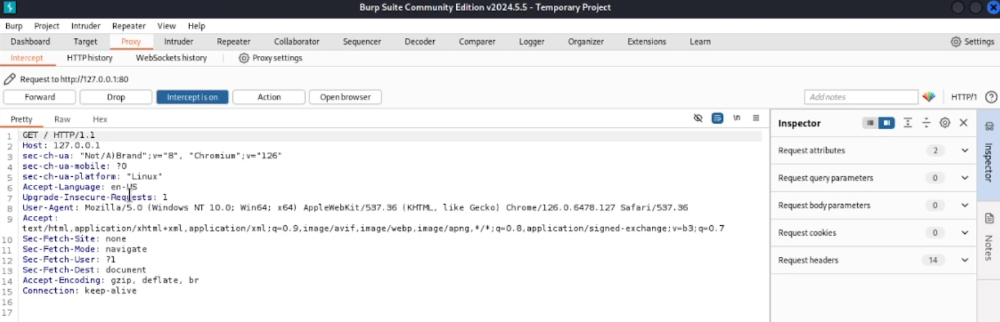 Burp Suite Community Edition v2024.5.5 - Temporary Project
Burp Project Intruder Repeater View Help
Dashboard Target Proxy Intruder Repeater Collaborator Sequencer Decoder Comparer Logger Organizer Extensions Learn Settings
Intercept HTTP history WebSockets history Proxy settings
Request to http://127.0.0.1:80
Forward Drop Intercept is on Action Open browser Add notes HTTP/1 ?
Pretty Raw Hex \n Inspector
1 GET / HTTP/1.1
2 Host: 127.0.0.1
3 sec-ch-ua: "Not/A)Brand";v="8", "Chromium";v="126"
4 sec-ch-ua-mobile: ?0
5 sec-ch-ua-platform: "Linux"
6 Accept-Language: en-US
7 Upgrade-Insecure-Requests: 1
8 User-Agent: Mozilla/5.0 (Windows NT 10.0; Win64; x64) AppleWebKit/537.36 (KHTML, like Gecko) Chrome/126.0.6478.127 Safari/537.36
9 Accept:
text/html,application/xhtml+xml,application/xml;q=0.9,image/avif,image/webp,image/apng,*/*;q=0.8,application/signed-exchange;v=b3;q=0.7
10 Sec-Fetch-Site: none
11 Sec-Fetch-Mode: navigate
12 Sec-Fetch-User: ?1
13 Sec-Fetch-Dest: document
14 Accept-Encoding: gzip, deflate, br
15 Connection: keep-alive
16
17
Request attributes 2
Request query parameters 0
Request body parameters 0
Request cookies 0
Request headers 14
Inspector
Notes